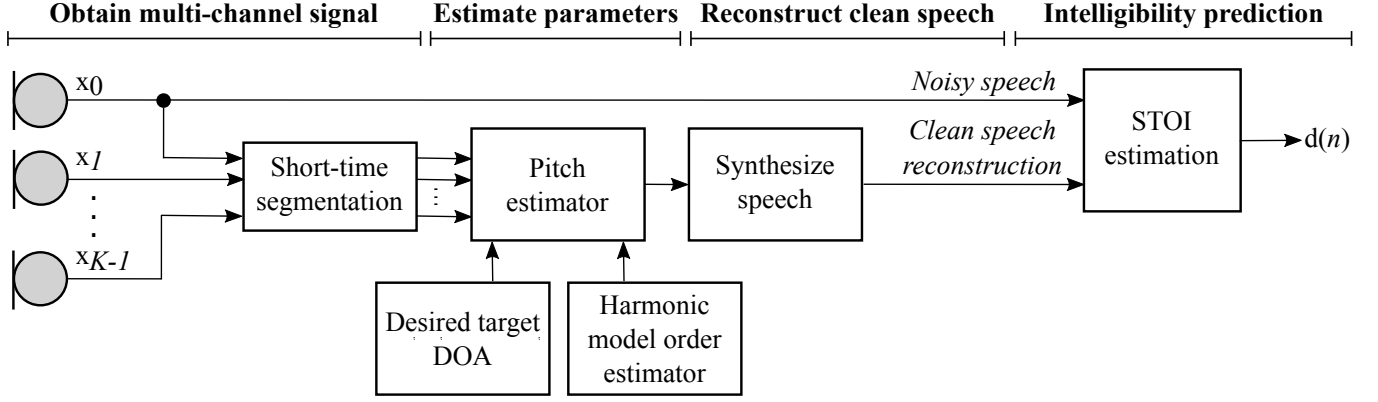 Obtain multi-channel signal
Estimate parameters
Reconstruct clean speech
Intelligibility prediction
x0
Noisy speech
x1
Clean speech
reconstruction
xK-1
Short-time
segmentation
Pitch
estimator
Synthesize
speech
STOI
estimation
d(n)
Desired target
DOA
Harmonic
model order
estimator